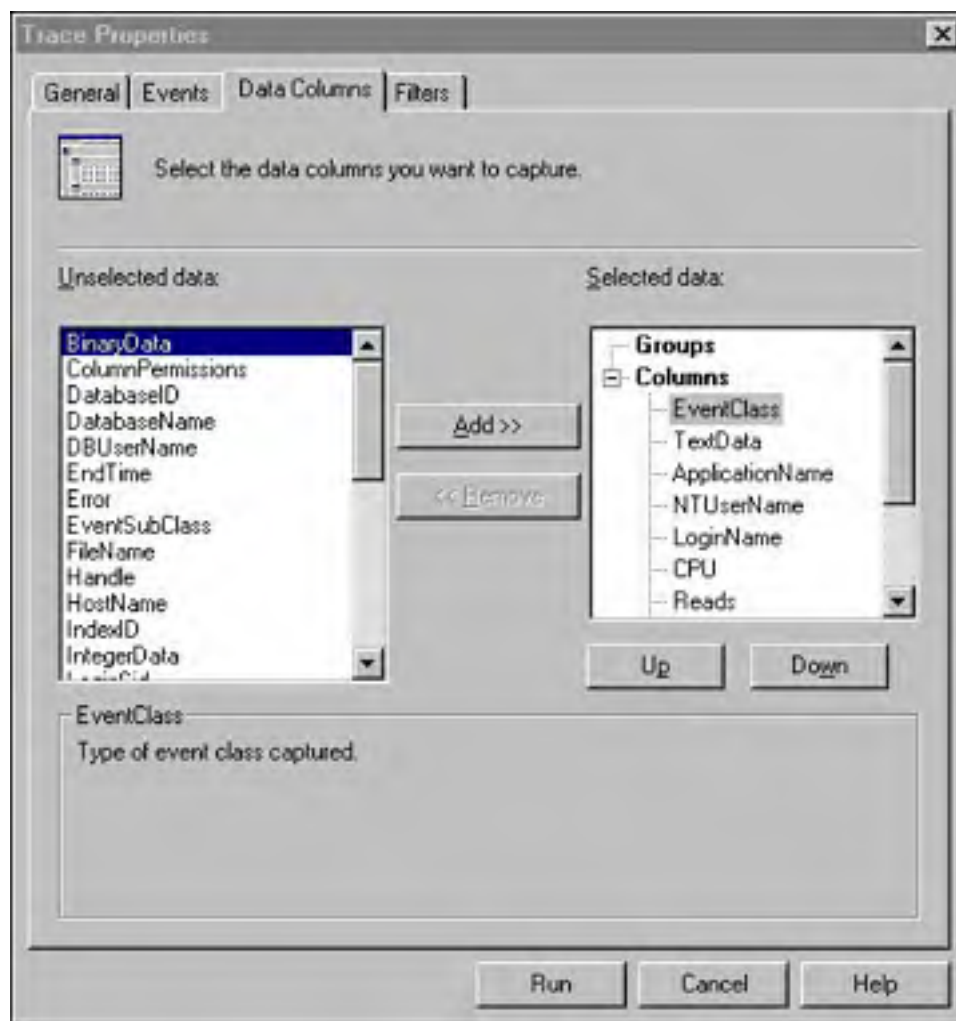 Trace Properties
General Events Data Columns Filters
Select the data columns you want to capture.
Unselected data:
BinaryData
ColumnPermissions
DatabaseID
DatabaseName
DBUserName
EndTime
Error
EventSubClass
FileName
Handle
HostName
IndexID
IntegerData
Add >>
<< Remove
Selected data:
Groups
Columns
EventClass
TextData
ApplicationName
NTUserName
LoginName
CPU
Reads
Up Down
EventClass
Type of event class captured.
Run Cancel Help